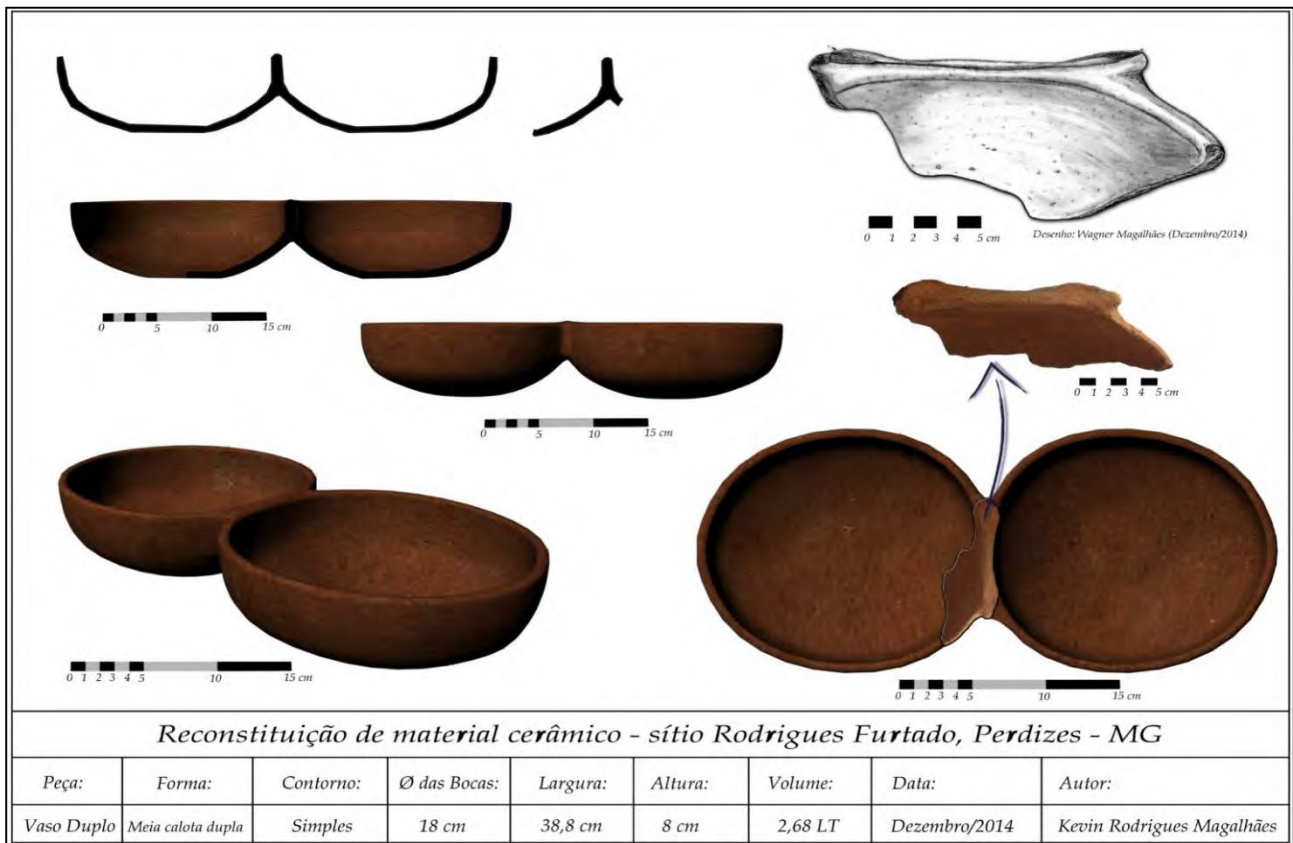 0 1 2 3 4 5 cm
Desenho: Wagner Magalhães (Dezembro/2014)
0 5 10 15 cm
0 1 2 3 4 5 cm
0 5 10 15 cm
0 1 2 3 4 5 10 15 cm
0 1 2 3 4 5 10 15 cm
Reconstituição de material cerâmico - sítio Rodrigues Furtado, Perdizes - MG
Peça: Forma: Contorno: Ø das Bocas: Largura: Altura: Volume: Data: Autor:
Vaso Duplo Meia calota dupla Simples 18 cm 38,8 cm 8 cm 2,68 LT Dezembro/2014 Kevin Rodrigues Magalhães